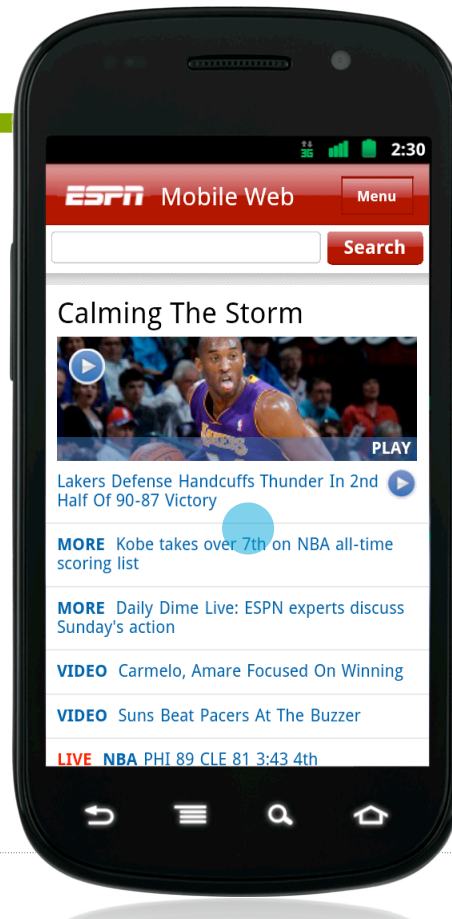 3G 2:30
ESPN Mobile Web Menu
Search
Calming The Storm
LAKERS
PLAY
Lakers Defense Handcuffs Thunder In 2nd
Half Of 90-87 Victory
MORE Kobe takes over 7th on NBA all-time
scoring list
MORE Daily Dime Live: ESPN experts discuss
Sunday's action
VIDEO Carmelo, Amare Focused On Winning
VIDEO Suns Beat Pacers At The Buzzer
LIVE NBA PHI 89 CLE 81 3:43 4th